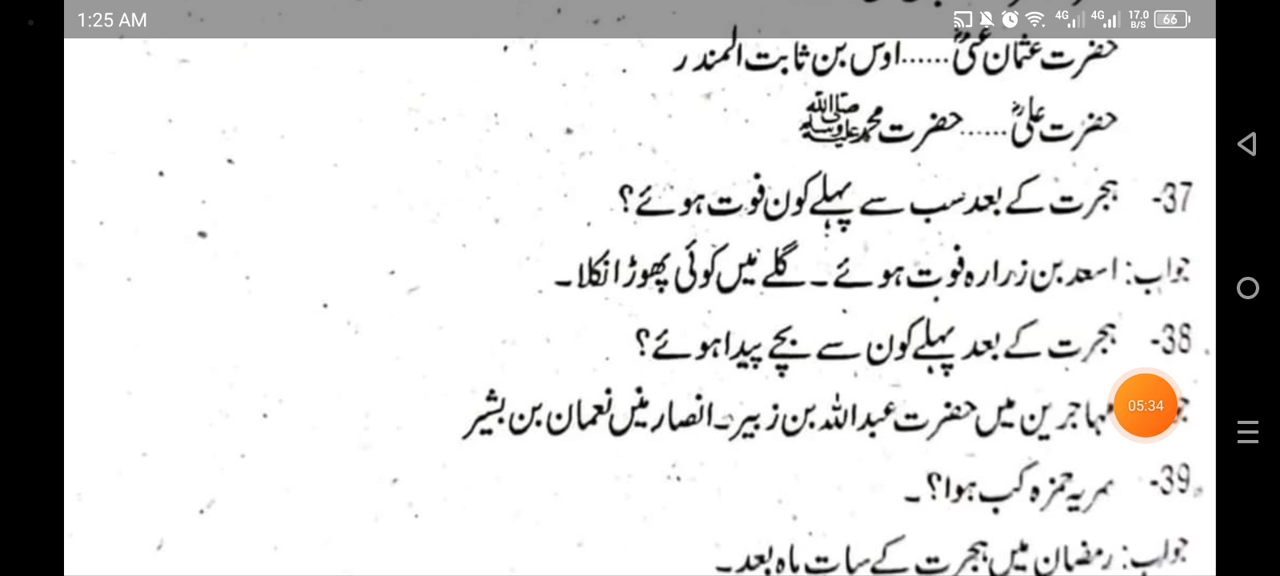 1:25 AM 4G 4G 17.0 B/S 66
حضرت عثمان غنیؓ......اوس بن ثابت المنذر
حضرت علیؓ......حضرت محمد ﷺ
37- ہجرت کے بعد سب سے پہلے کون فوت ہوئے؟
جواب: اسعد بن زرارہ فوت ہوئے۔ گلے میں کوئی پھوڑا نکلا۔
38- ہجرت کے بعد پہلے کون سے بچے پیدا ہوئے؟
مہاجرین میں حضرت عبداللہ بن زبیر۔ انصار میں نعمان بن بشیر
05:34
39- سریہ حمزہ کب ہوا؟۔
جواب: رمضان میں ہجرت کے سات ماہ بعد۔